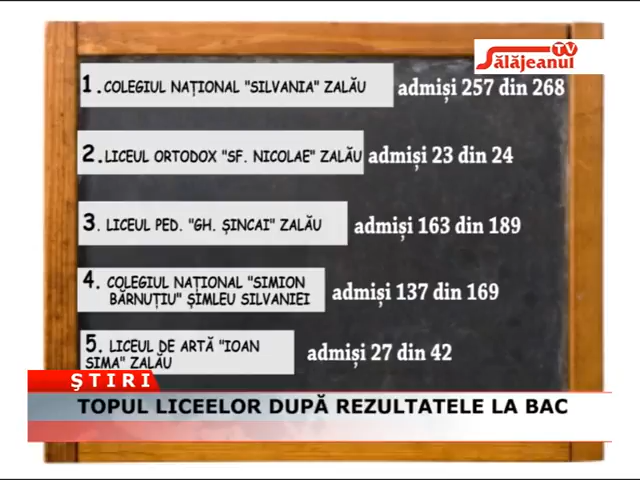 Sălăjeanul TV
1. COLEGIUL NAȚIONAL "SILVANIA" ZALĂU admiși 257 din 268
2. LICEUL ORTODOX "SF. NICOLAE" ZALĂU admiși 23 din 24
3. LICEUL PED. "GH. ȘINCAI" ZALĂU admiși 163 din 189
4. COLEGIUL NAȚIONAL "SIMION
BĂRNUȚIU" ȘIMLEU SILVANIEI admiși 137 din 169
5. LICEUL DE ARTĂ "IOAN
SIMA" ZALĂU admiși 27 din 42
ȘTIRI
TOPUL LICEELOR DUPĂ REZULTATELE LA BAC